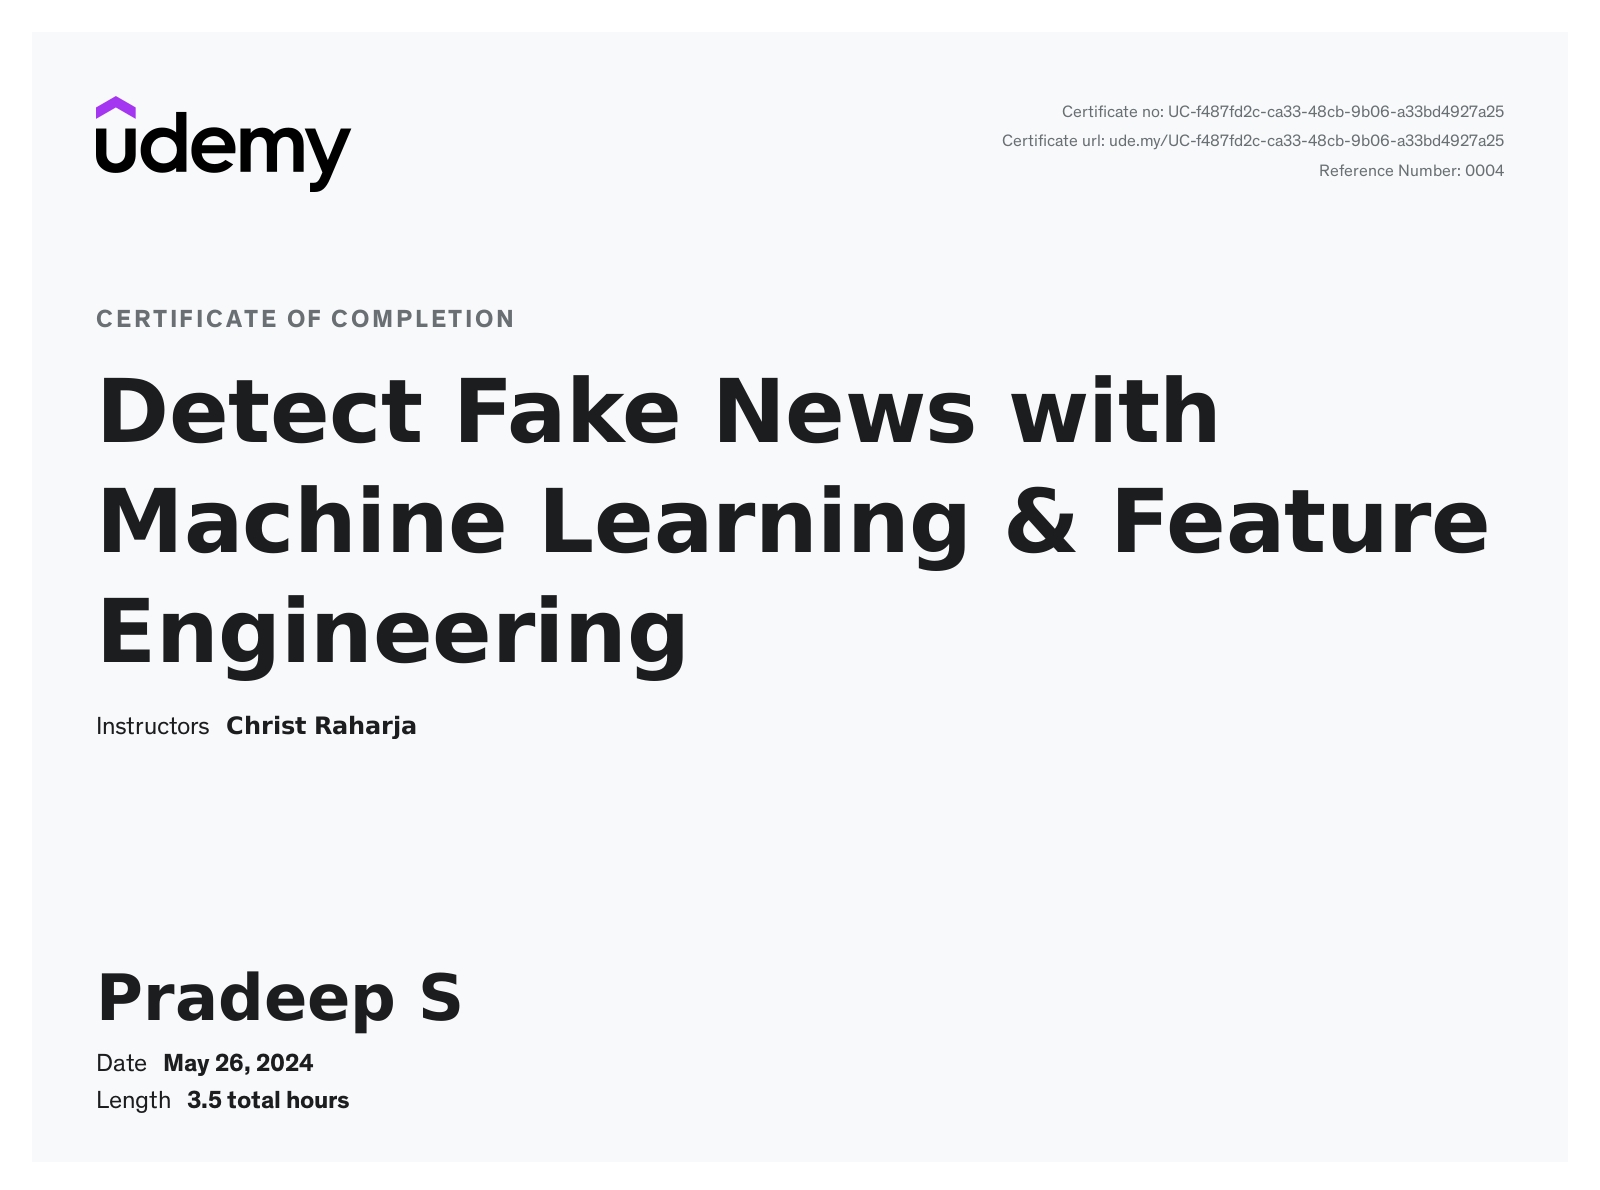 udemy
Certificate no: UC-f487fd2c-ca33-48cb-9b06-a33bd4927a25
Certificate url: ude.my/UC-f487fd2c-ca33-48cb-9b06-a33bd4927a25
Reference Number: 0004
CERTIFICATE OF COMPLETION
Detect Fake News with
Machine Learning & Feature
Engineering
Instructors Christ Raharja
Pradeep S
Date May 26, 2024
Length 3.5 total hours